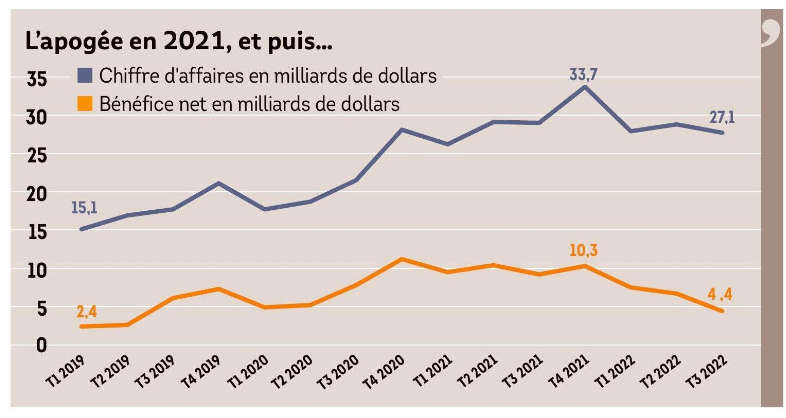 L'apogée en 2021, et puis...
Chiffre d'affaires en milliards de dollars
Bénéfice net en milliards de dollars
35
30
25
20
15
10
5
0
15,1
33,7
27,1
2,4
10,3
4 ,4
T1 2019
T2 2019
T3 2019
T4 2019
T1 2020
T2 2020
T3 2020
T4 2020
T1 2021
T2 2021
T3 2021
T4 2021
T1 2022
T2 2022
T3 2022